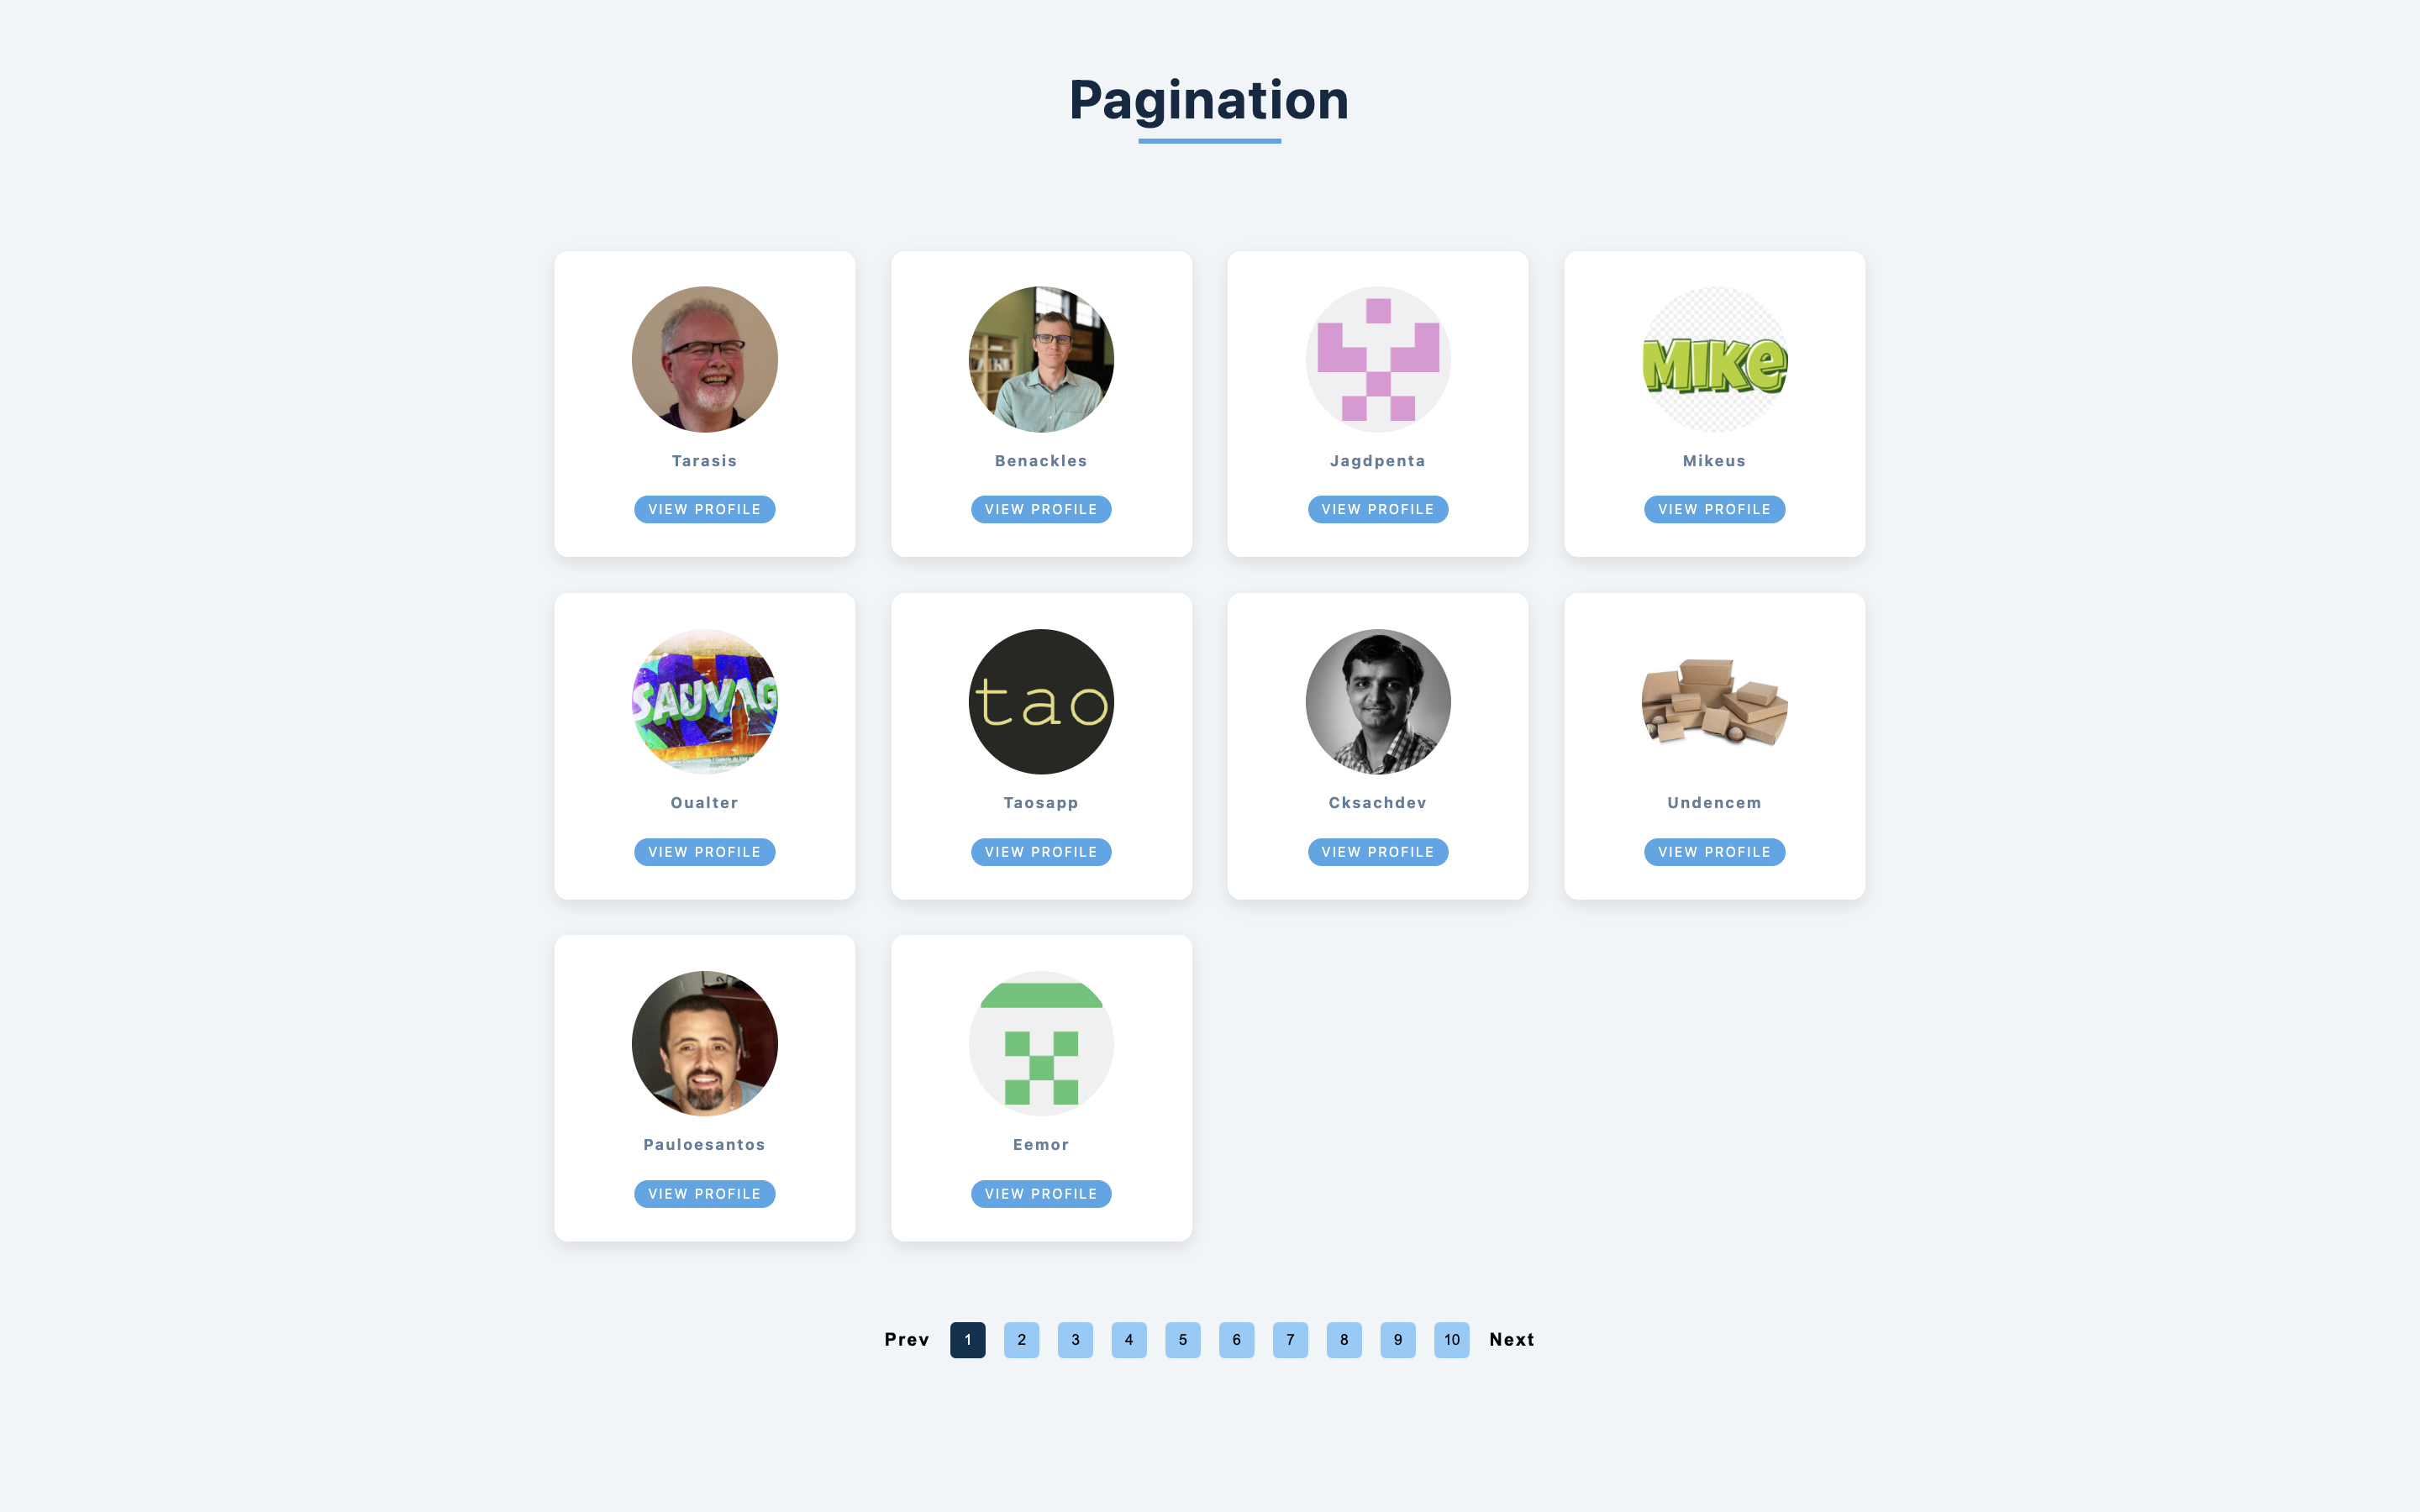 Pagination
MIKE
Tarasis Benackles Jagdpenta Mikeus
VIEW PROFILE VIEW PROFILE VIEW PROFILE VIEW PROFILE
SAUVAG tao
Oualter Taosapp Cksachdev Undencem
VIEW PROFILE VIEW PROFILE VIEW PROFILE VIEW PROFILE
Pauloesantos Eemor
VIEW PROFILE VIEW PROFILE
Prev 1 2 3 4 5 6 7 8 9 10 Next